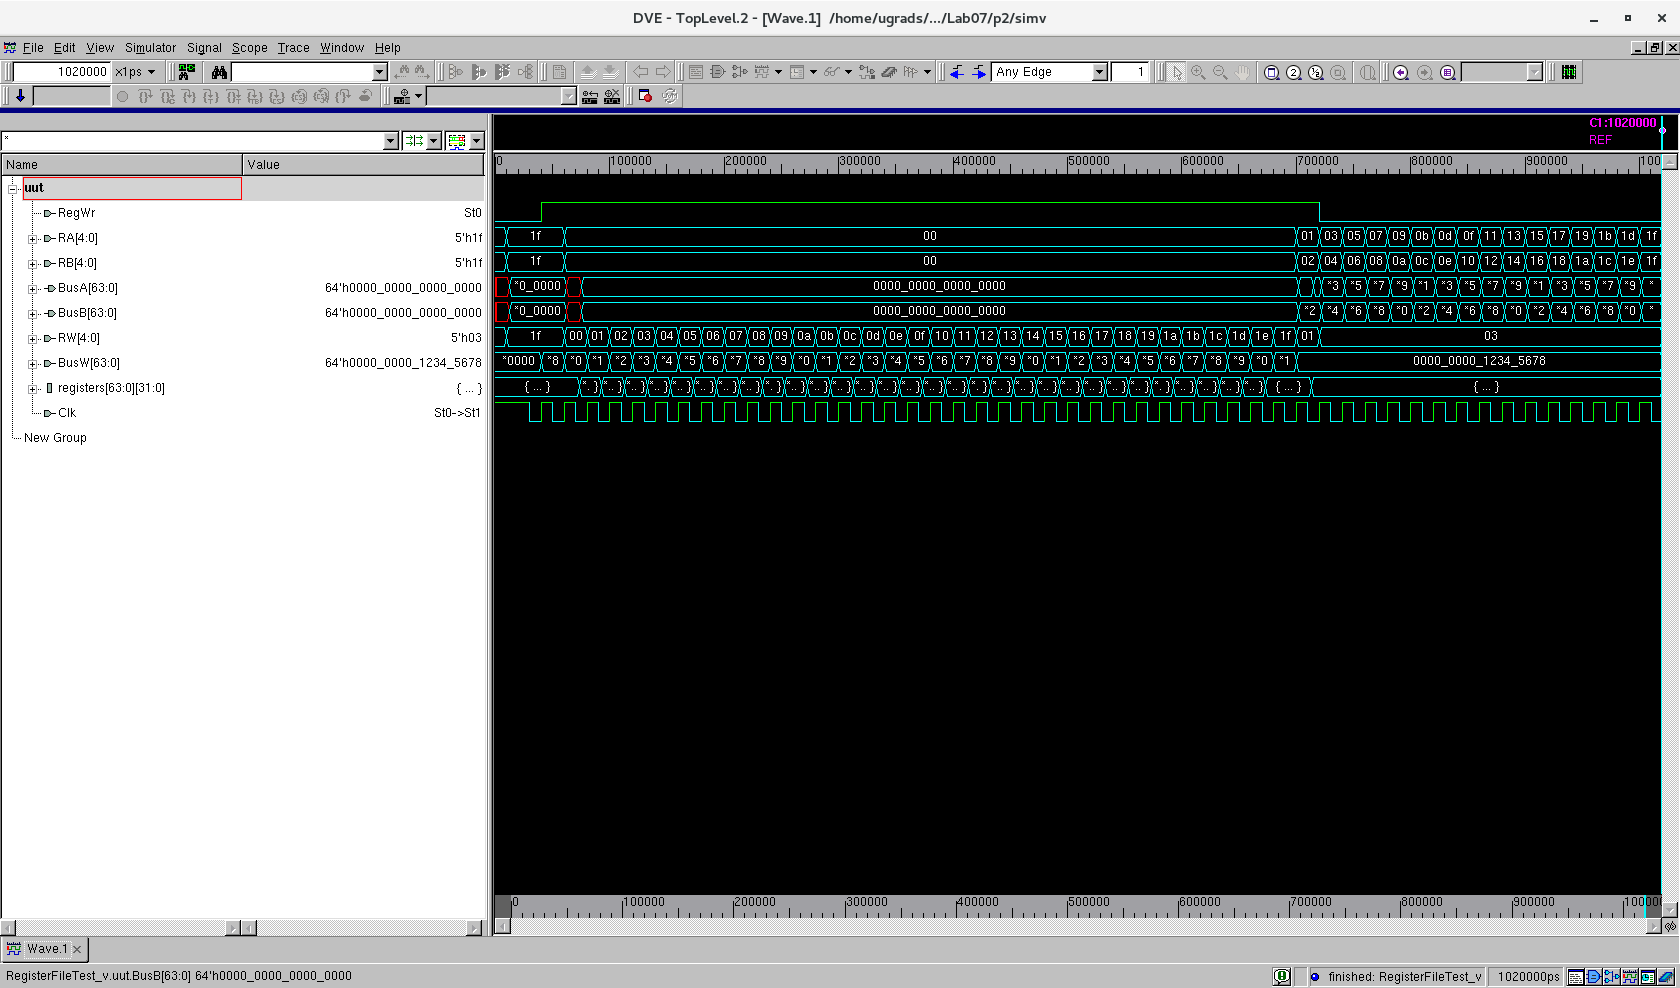 DVE - TopLevel.2 - [Wave.1] /home/ugrads/.../Lab07/p2/simv
File Edit View Simulator Signal Scope Trace Window Help
1020000 x1ps Any Edge 1
*
C1:1020000
REF
Name Value
0 100000 200000 300000 400000 500000 600000 700000 800000 900000 100
uut
RegWr St0
RA[4:0] 5'h1f 1f 00 01 03 05 07 09 0b 0d 0f 11 13 15 17 19 1b 1d 1f
RB[4:0] 5'h1f 1f 00 02 04 06 08 0a 0c 0e 10 12 14 16 18 1a 1c 1e 1f
BusA[63:0] 64'h0000_0000_0000_0000 *0_0000 0000_0000_0000_0000 *3 *5 *7 *9 *1 *3 *5 *7 *9 *1 *3 *5 *7 *9 *
BusB[63:0] 64'h0000_0000_0000_0000 *0_0000 0000_0000_0000_0000 *2 *4 *6 *8 *0 *2 *4 *6 *8 *0 *2 *4 *6 *8 *0 *
RW[4:0] 5'h03 1f 00 01 02 03 04 05 06 07 08 09 0a 0b 0c 0d 0e 0f 10 11 12 13 14 15 16 17 18 19 1a 1b 1c 1d 1e 1f 01 03
BusW[63:0] 64'h0000_0000_1234_5678 *0000 *8 *0 *1 *2 *3 *4 *5 *6 *7 *8 *9 *0 *1 *2 *3 *4 *5 *6 *7 *8 *9 *0 *1 *2 *3 *4 *5 *6 *7 *8 *9 *0 *1 0000_0000_1234_5678
registers[63:0][31:0] { ... } { ... } { ... } { ... }
Clk St0->St1
New Group
0 100000 200000 300000 400000 500000 600000 700000 800000 900000 100000
Wave.1
RegisterFileTest_v.uut.BusB[63:0] 64'h0000_0000_0000_0000 finished: RegisterFileTest_v 1020000ps